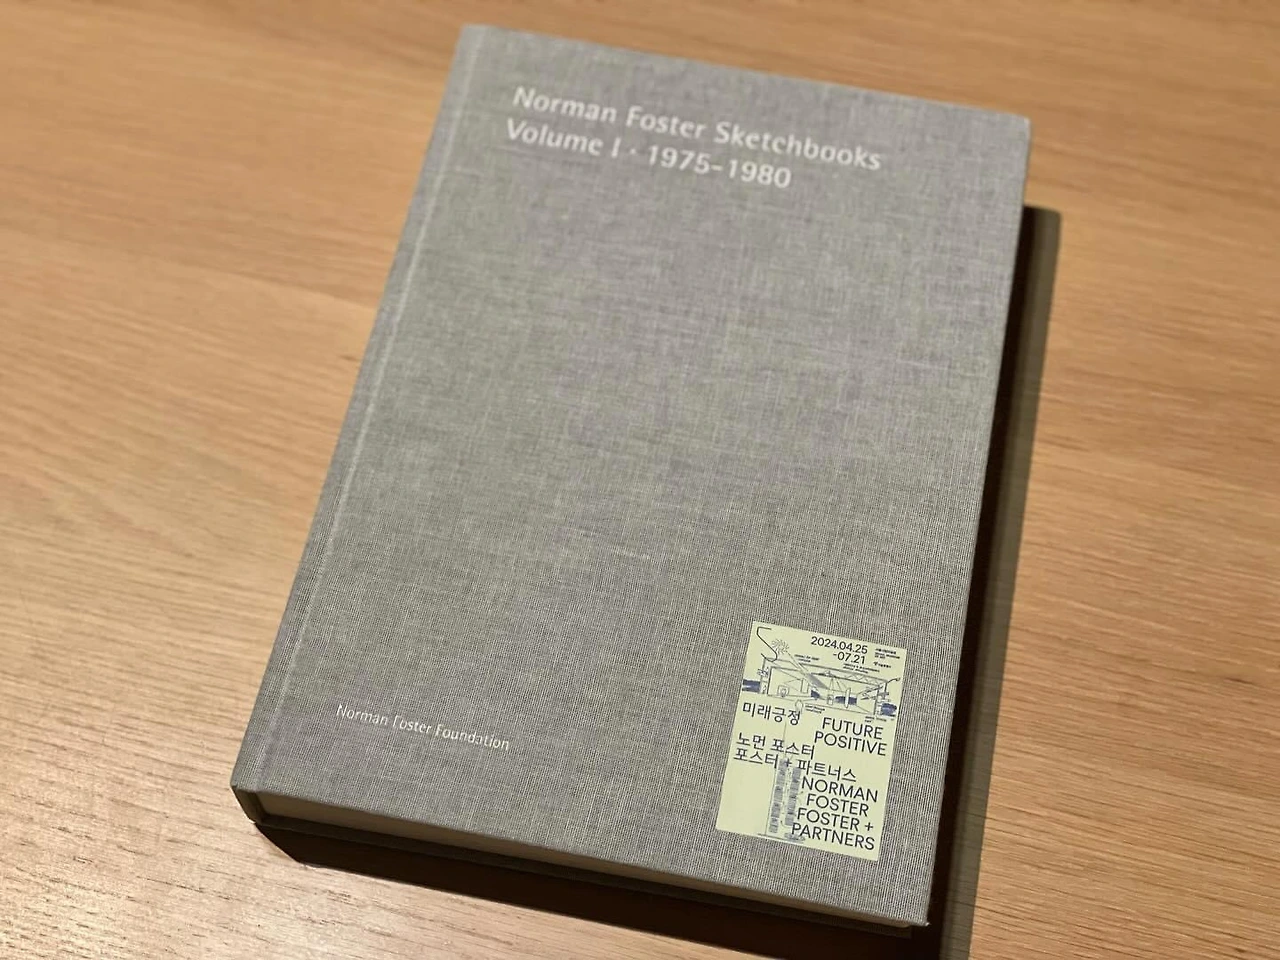 Norman Foster Sketchbooks
Volume I · 1975–1980
Norman Foster Foundation
2024.04.25
-07.21
미래긍정
FUTURE
POSITIVE
노먼 포스터
포스터 + 파트너스
NORMAN
FOSTER
FOSTER +
PARTNERS